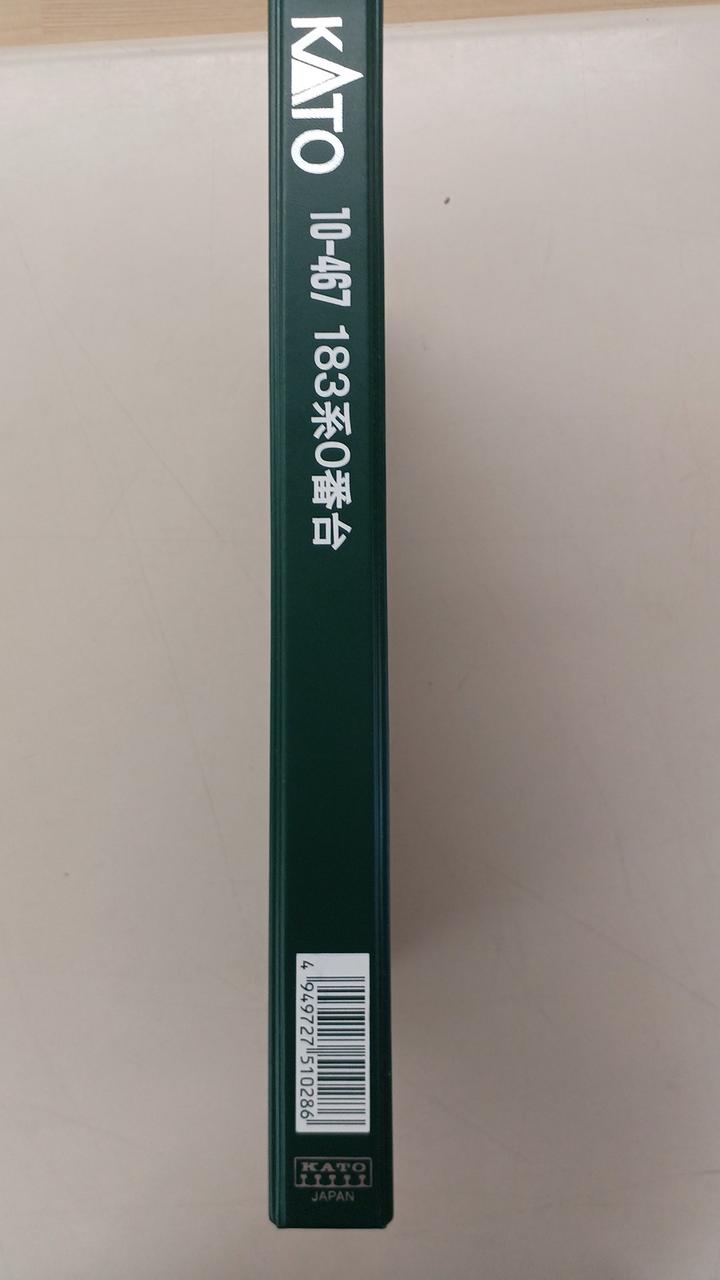 KATO 10-467 183系0番台
4 949727 510286
KATO
JAPAN